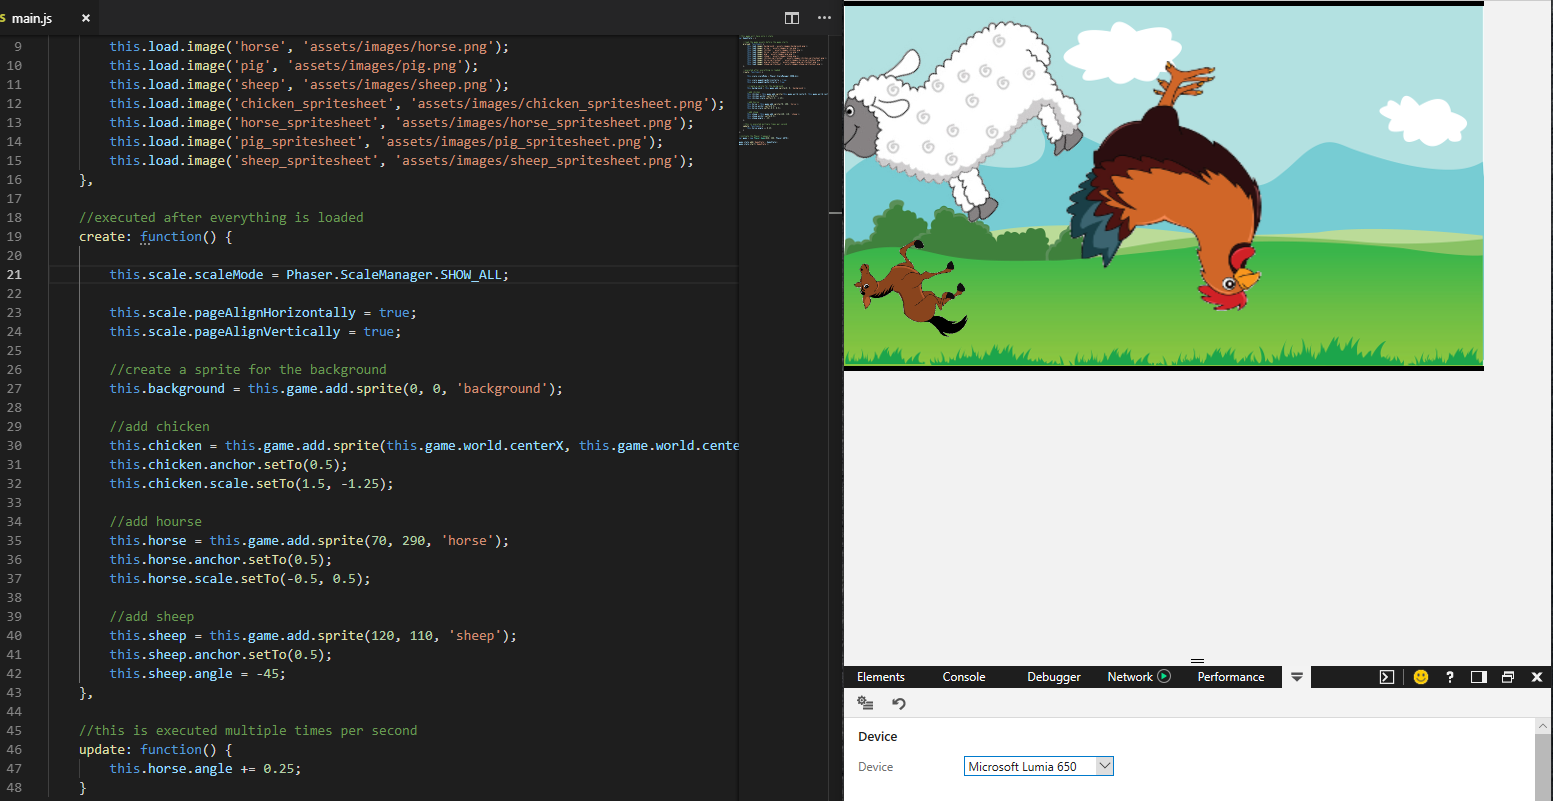 main.js
9 this.load.image('horse', 'assets/images/horse.png');
10 this.load.image('pig', 'assets/images/pig.png');
11 this.load.image('sheep', 'assets/images/sheep.png');
12 this.load.image('chicken_spritesheet', 'assets/images/chicken_spritesheet.png');
13 this.load.image('horse_spritesheet', 'assets/images/horse_spritesheet.png');
14 this.load.image('pig_spritesheet', 'assets/images/pig_spritesheet.png');
15 this.load.image('sheep_spritesheet', 'assets/images/sheep_spritesheet.png');
16 },
17
18 //executed after everything is loaded
19 create: function() {
20
21 this.scale.scaleMode = Phaser.ScaleManager.SHOW_ALL;
22
23 this.scale.pageAlignHorizontally = true;
24 this.scale.pageAlignVertically = true;
25
26 //create a sprite for the background
27 this.background = this.game.add.sprite(0, 0, 'background');
28
29 //add chicken
30 this.chicken = this.game.add.sprite(this.game.world.centerX, this.game.world.cente
31 this.chicken.anchor.setTo(0.5);
32 this.chicken.scale.setTo(1.5, -1.25);
33
34 //add hourse
35 this.horse = this.game.add.sprite(70, 290, 'horse');
36 this.horse.anchor.setTo(0.5);
37 this.horse.scale.setTo(-0.5, 0.5);
38
39 //add sheep
40 this.sheep = this.game.add.sprite(120, 110, 'sheep');
41 this.sheep.anchor.setTo(0.5);
42 this.sheep.angle = -45;
43 },
44
45 //this is executed multiple times per second
46 update: function() {
47 this.horse.angle += 0.25;
48 }
Elements Console Debugger Network Performance
Device
Device Microsoft Lumia 650